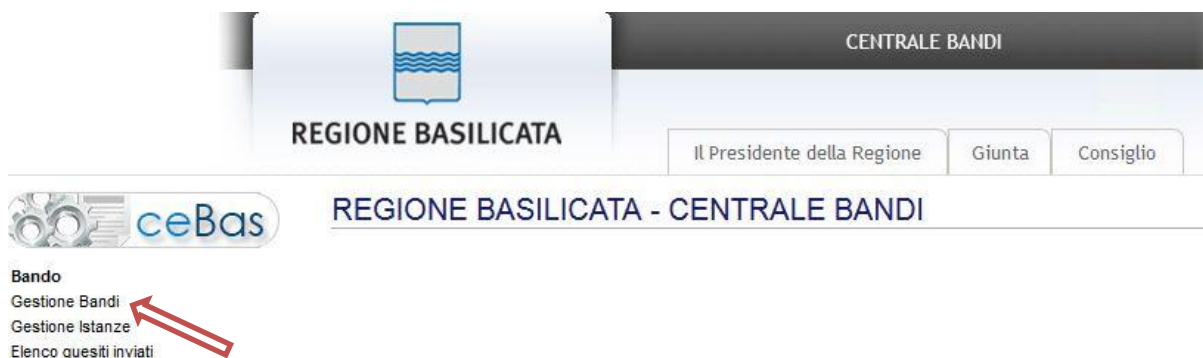 CENTRALE BANDI
REGIONE BASILICATA
Il Presidente della Regione Giunta Consiglio
ceBas
REGIONE BASILICATA - CENTRALE BANDI
Bando
Gestione Bandi
Gestione Istanze
Elenco quesiti inviati